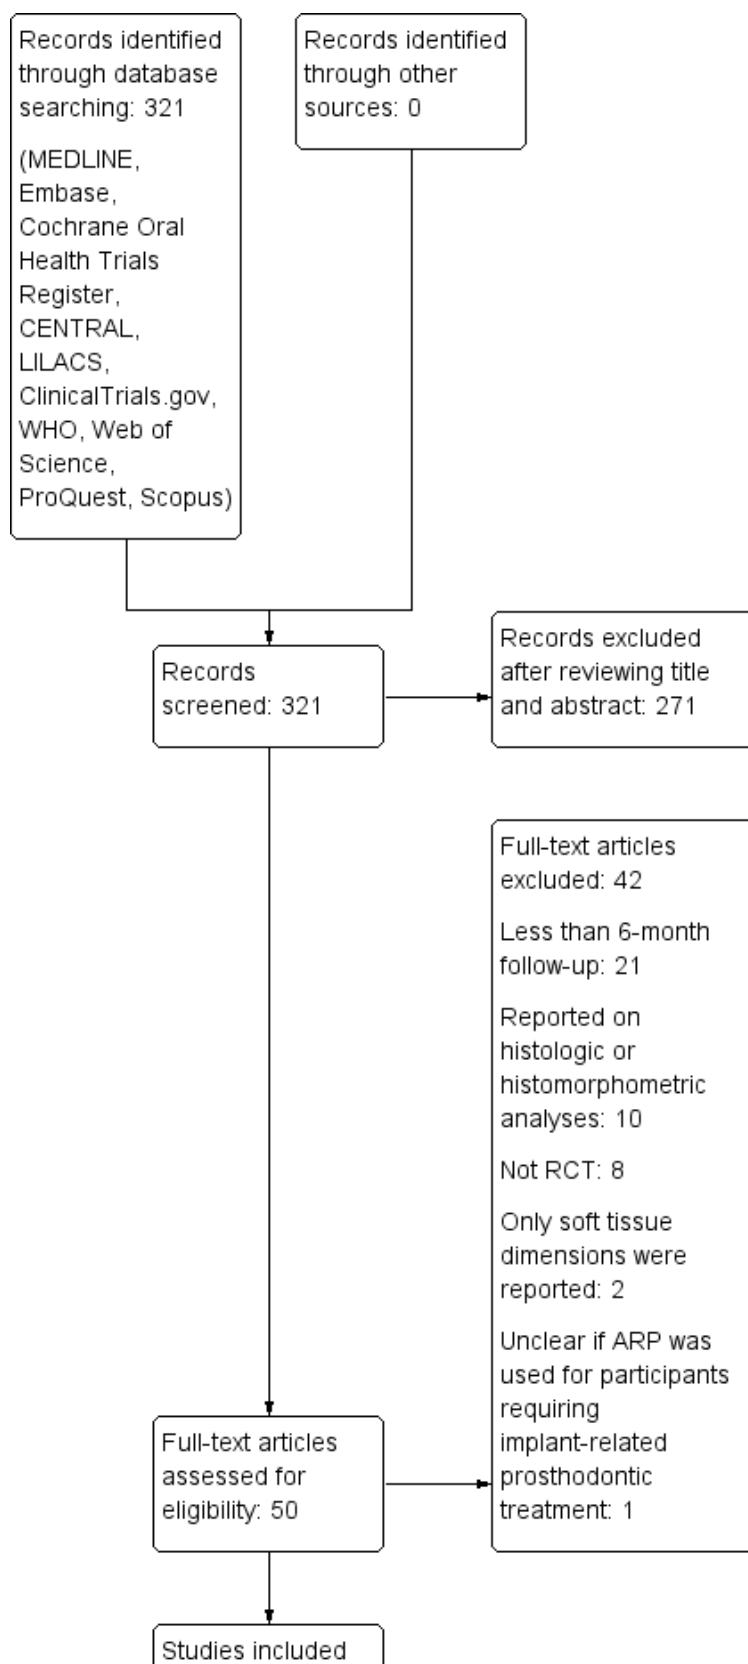 Records identified
through database
searching: 321
(MEDLINE,
Embase,
Cochrane Oral
Health Trials
Register,
CENTRAL,
LILACS,
ClinicalTrials.gov,
WHO, Web of
Science,
ProQuest, Scopus)
Records identified
through other
sources: 0
Records
screened: 321
Records excluded
after reviewing title
and abstract: 271
Full-text articles
excluded: 42
Less than 6-month
follow-up: 21
Reported on
histologic or
histomorphometric
analyses: 10
Not RCT: 8
Only soft tissue
dimensions were
reported: 2
Unclear if ARP was
used for participants
requiring
implant-related
prosthodontic
treatment: 1
Full-text articles
assessed for
eligibility: 50
Studies included